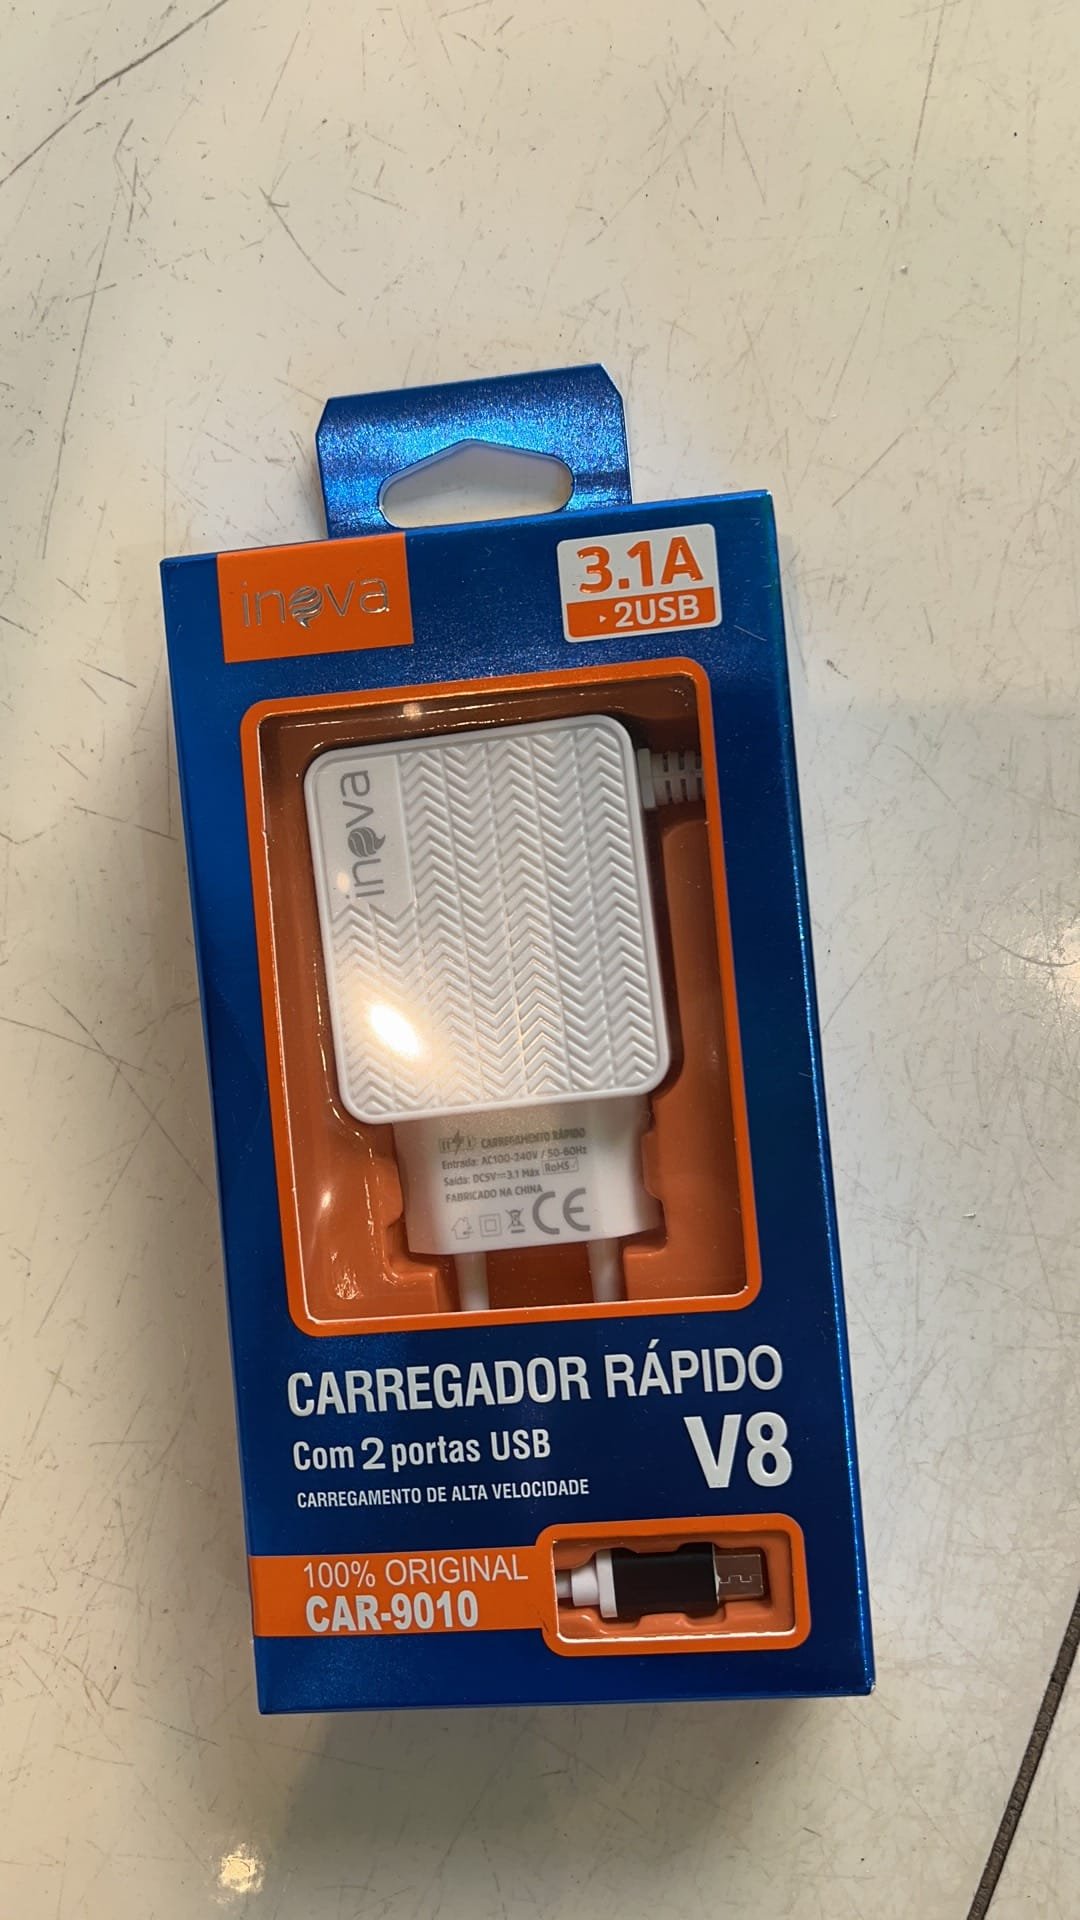 inova
3.1A
2USB
inova
CARREGAMENTO RÁPIDO
Entrada: AC100-240V / 50-60Hz
Saída: DC5V⎓3.1 Máx RoHS
FABRICADO NA CHINA
CE
CARREGADOR RÁPIDO
Com 2 portas USB
V8
CARREGAMENTO DE ALTA VELOCIDADE
100% ORIGINAL
CAR-9010